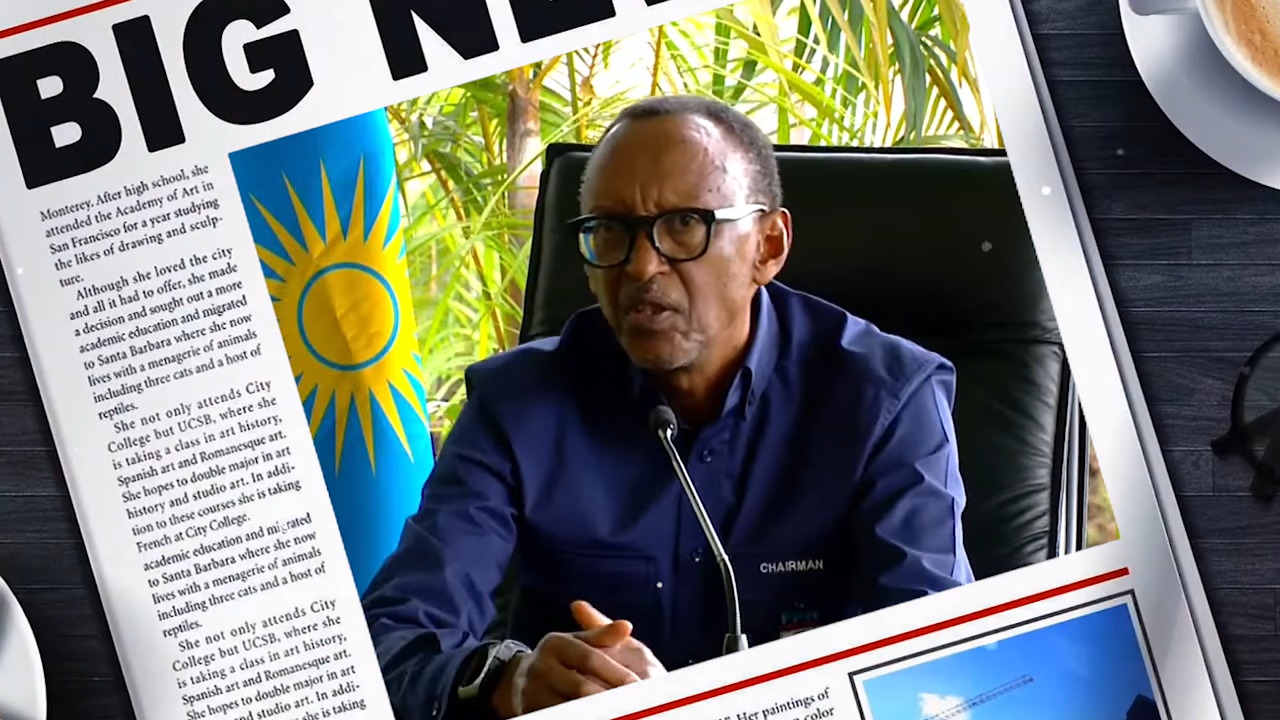 BIG
Monterey. After high school, she
attended the Academy of Art in
San Francisco for a year studying
the likes of drawing and sculp-
ture.
Although she loved the city
and all it had to offer, she made
a decision and sought out a more
academic education and migrated
to Santa Barbara where she now
lives with a menagerie of animals
including three cats and a host of
reptiles.
She not only attends City
College but UCSB, where she
is taking a class in art history,
Spanish art and Romanesque art.
She hopes to double major in art
history and studio art. In addi-
tion to these courses she is taking
French at City College.
academic education and migrated
to Santa Barbara where she now
lives with a menagerie of animals
including three cats and a host of
reptiles.
She not only attends City
College but UCSB, where she
is taking a class in art history,
Spanish art and Romanesque art.
She hopes to double major in art
history and studio art. In addi-
she is taking
CHAIRMAN
Her paintings of
color